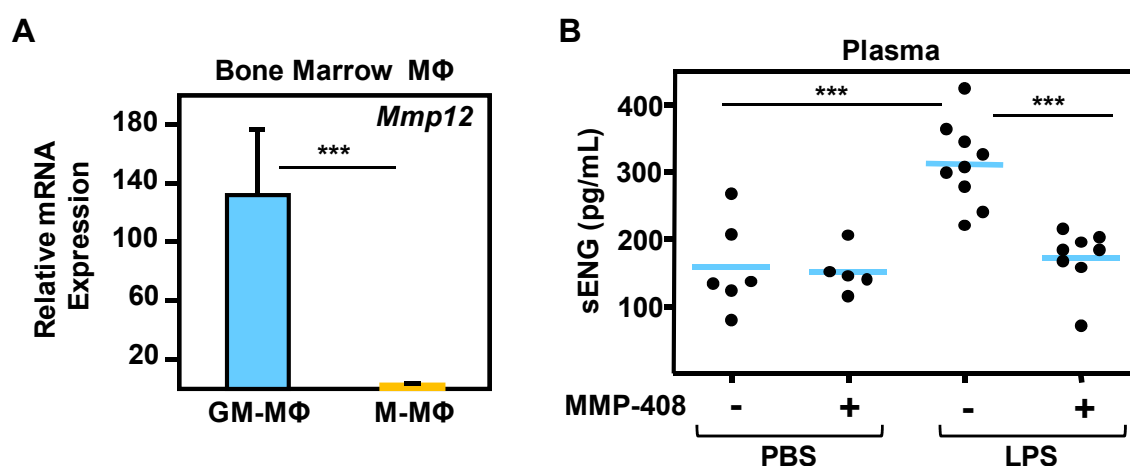 A
Bone Marrow MΦ
Mmp12
***
Relative mRNA
Expression
180
140
100
60
20
GM-MΦ
M-MΦ
B
Plasma
***
***
sENG (pg/mL)
400
300
200
100
MMP-408
- + - +
PBS
LPS